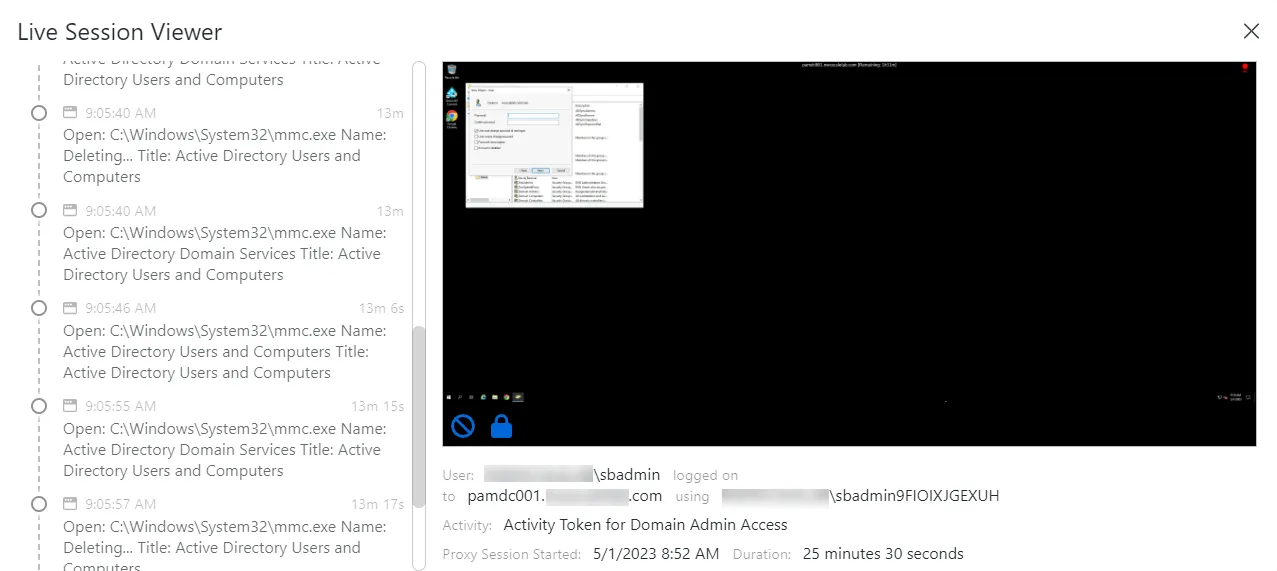 Live Session Viewer
Active Directory Domain Services Title: Active
Directory Users and Computers
9:05:40 AM 13m
Open: C:\Windows\System32\mmc.exe Name:
Deleting... Title: Active Directory Users and
Computers
9:05:40 AM 13m
Open: C:\Windows\System32\mmc.exe Name:
Active Directory Domain Services Title: Active
Directory Users and Computers
9:05:46 AM 13m 6s
Open: C:\Windows\System32\mmc.exe Name:
Active Directory Users and Computers Title:
Active Directory Users and Computers
9:05:55 AM 13m 15s
Open: C:\Windows\System32\mmc.exe Name:
Active Directory Domain Services Title: Active
Directory Users and Computers
9:05:57 AM 13m 17s
Open: C:\Windows\System32\mmc.exe Name:
Deleting... Title: Active Directory Users and
Computers
User: \sbadmin logged on
to pamdc001. .com using \sbadmin9FIOIXJGEXUH
Activity: Activity Token for Domain Admin Access
Proxy Session Started: 5/1/2023 8:52 AM Duration: 25 minutes 30 seconds